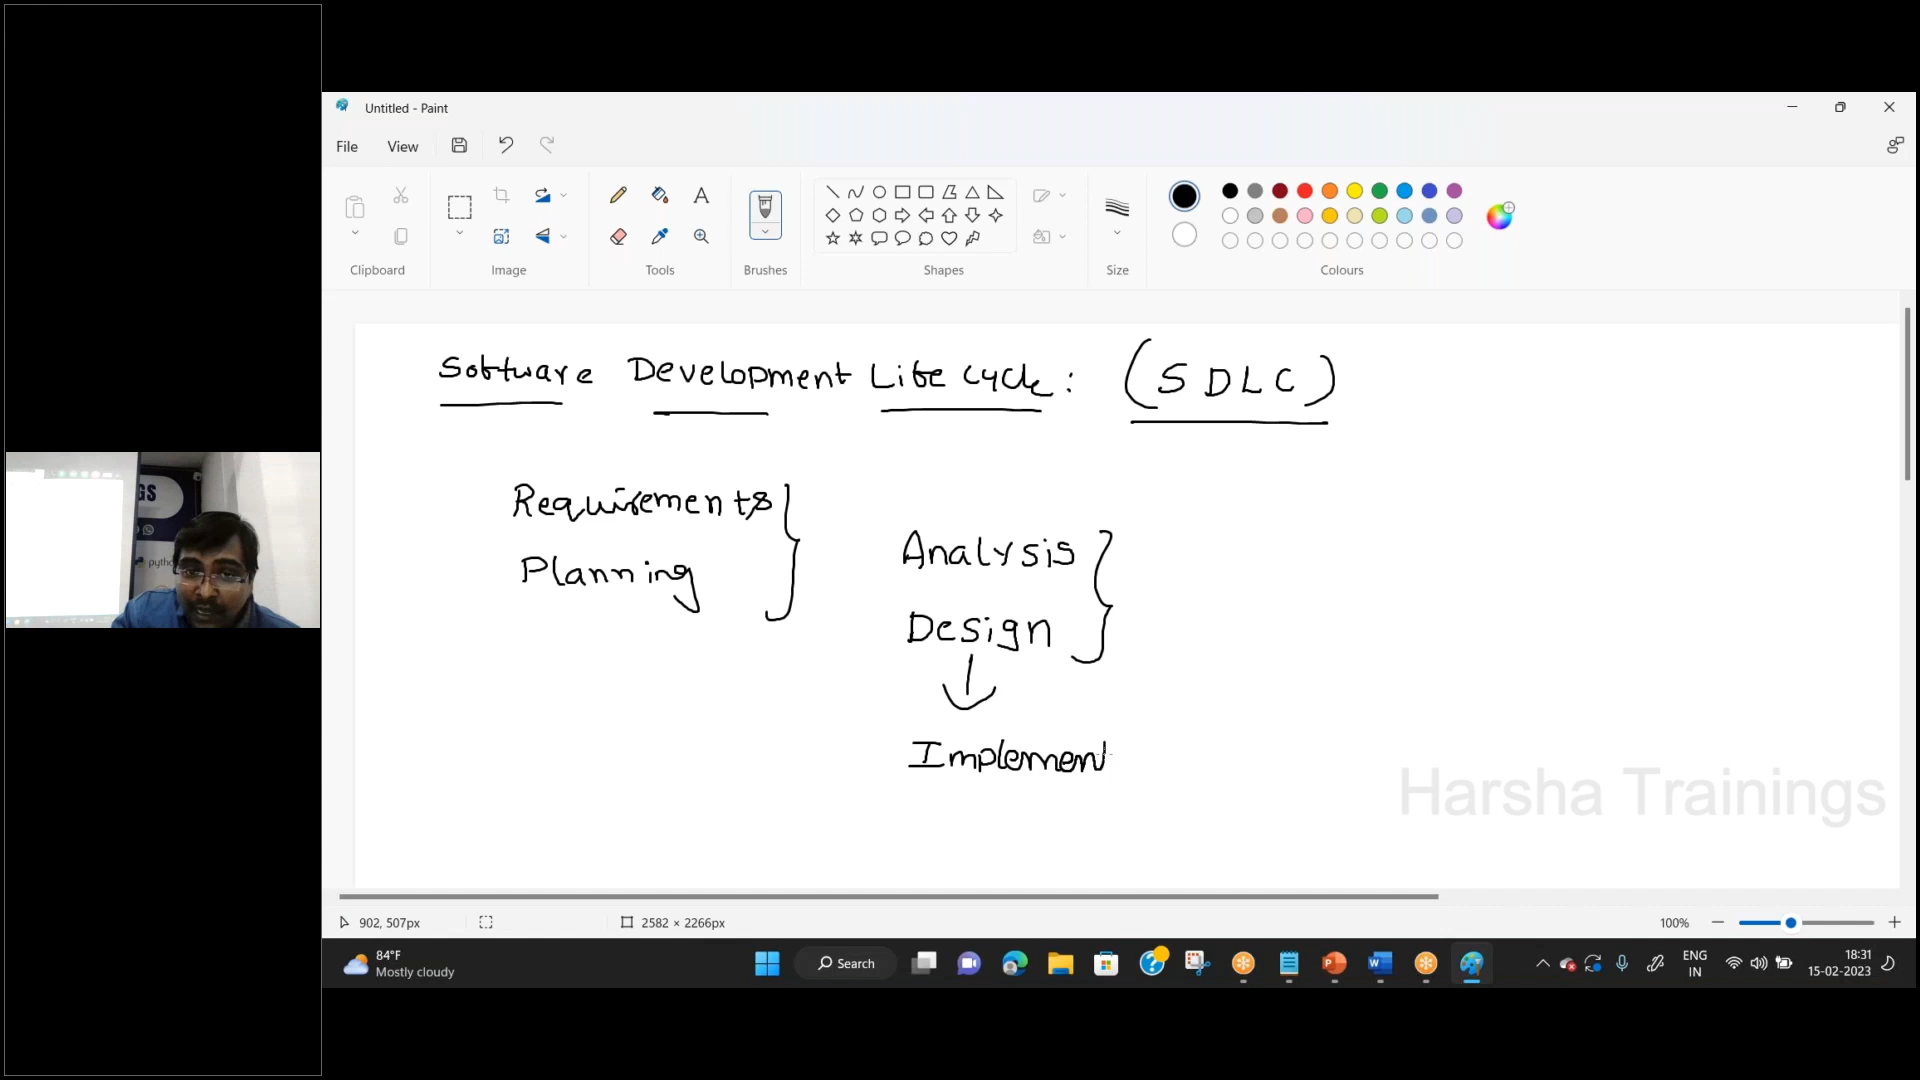 Untitled - Paint
File View
Clipboard Image Tools Brushes Shapes Size Colours
Software Development Life cycle : (SDLC)
Requirements
Planning
Analysis
Design
Implement
Harsha Trainings
GS
pytho
902, 507px 2582 × 2266px 100%
84°F
Mostly cloudy
Search
ENG
IN
18:31
15-02-2023